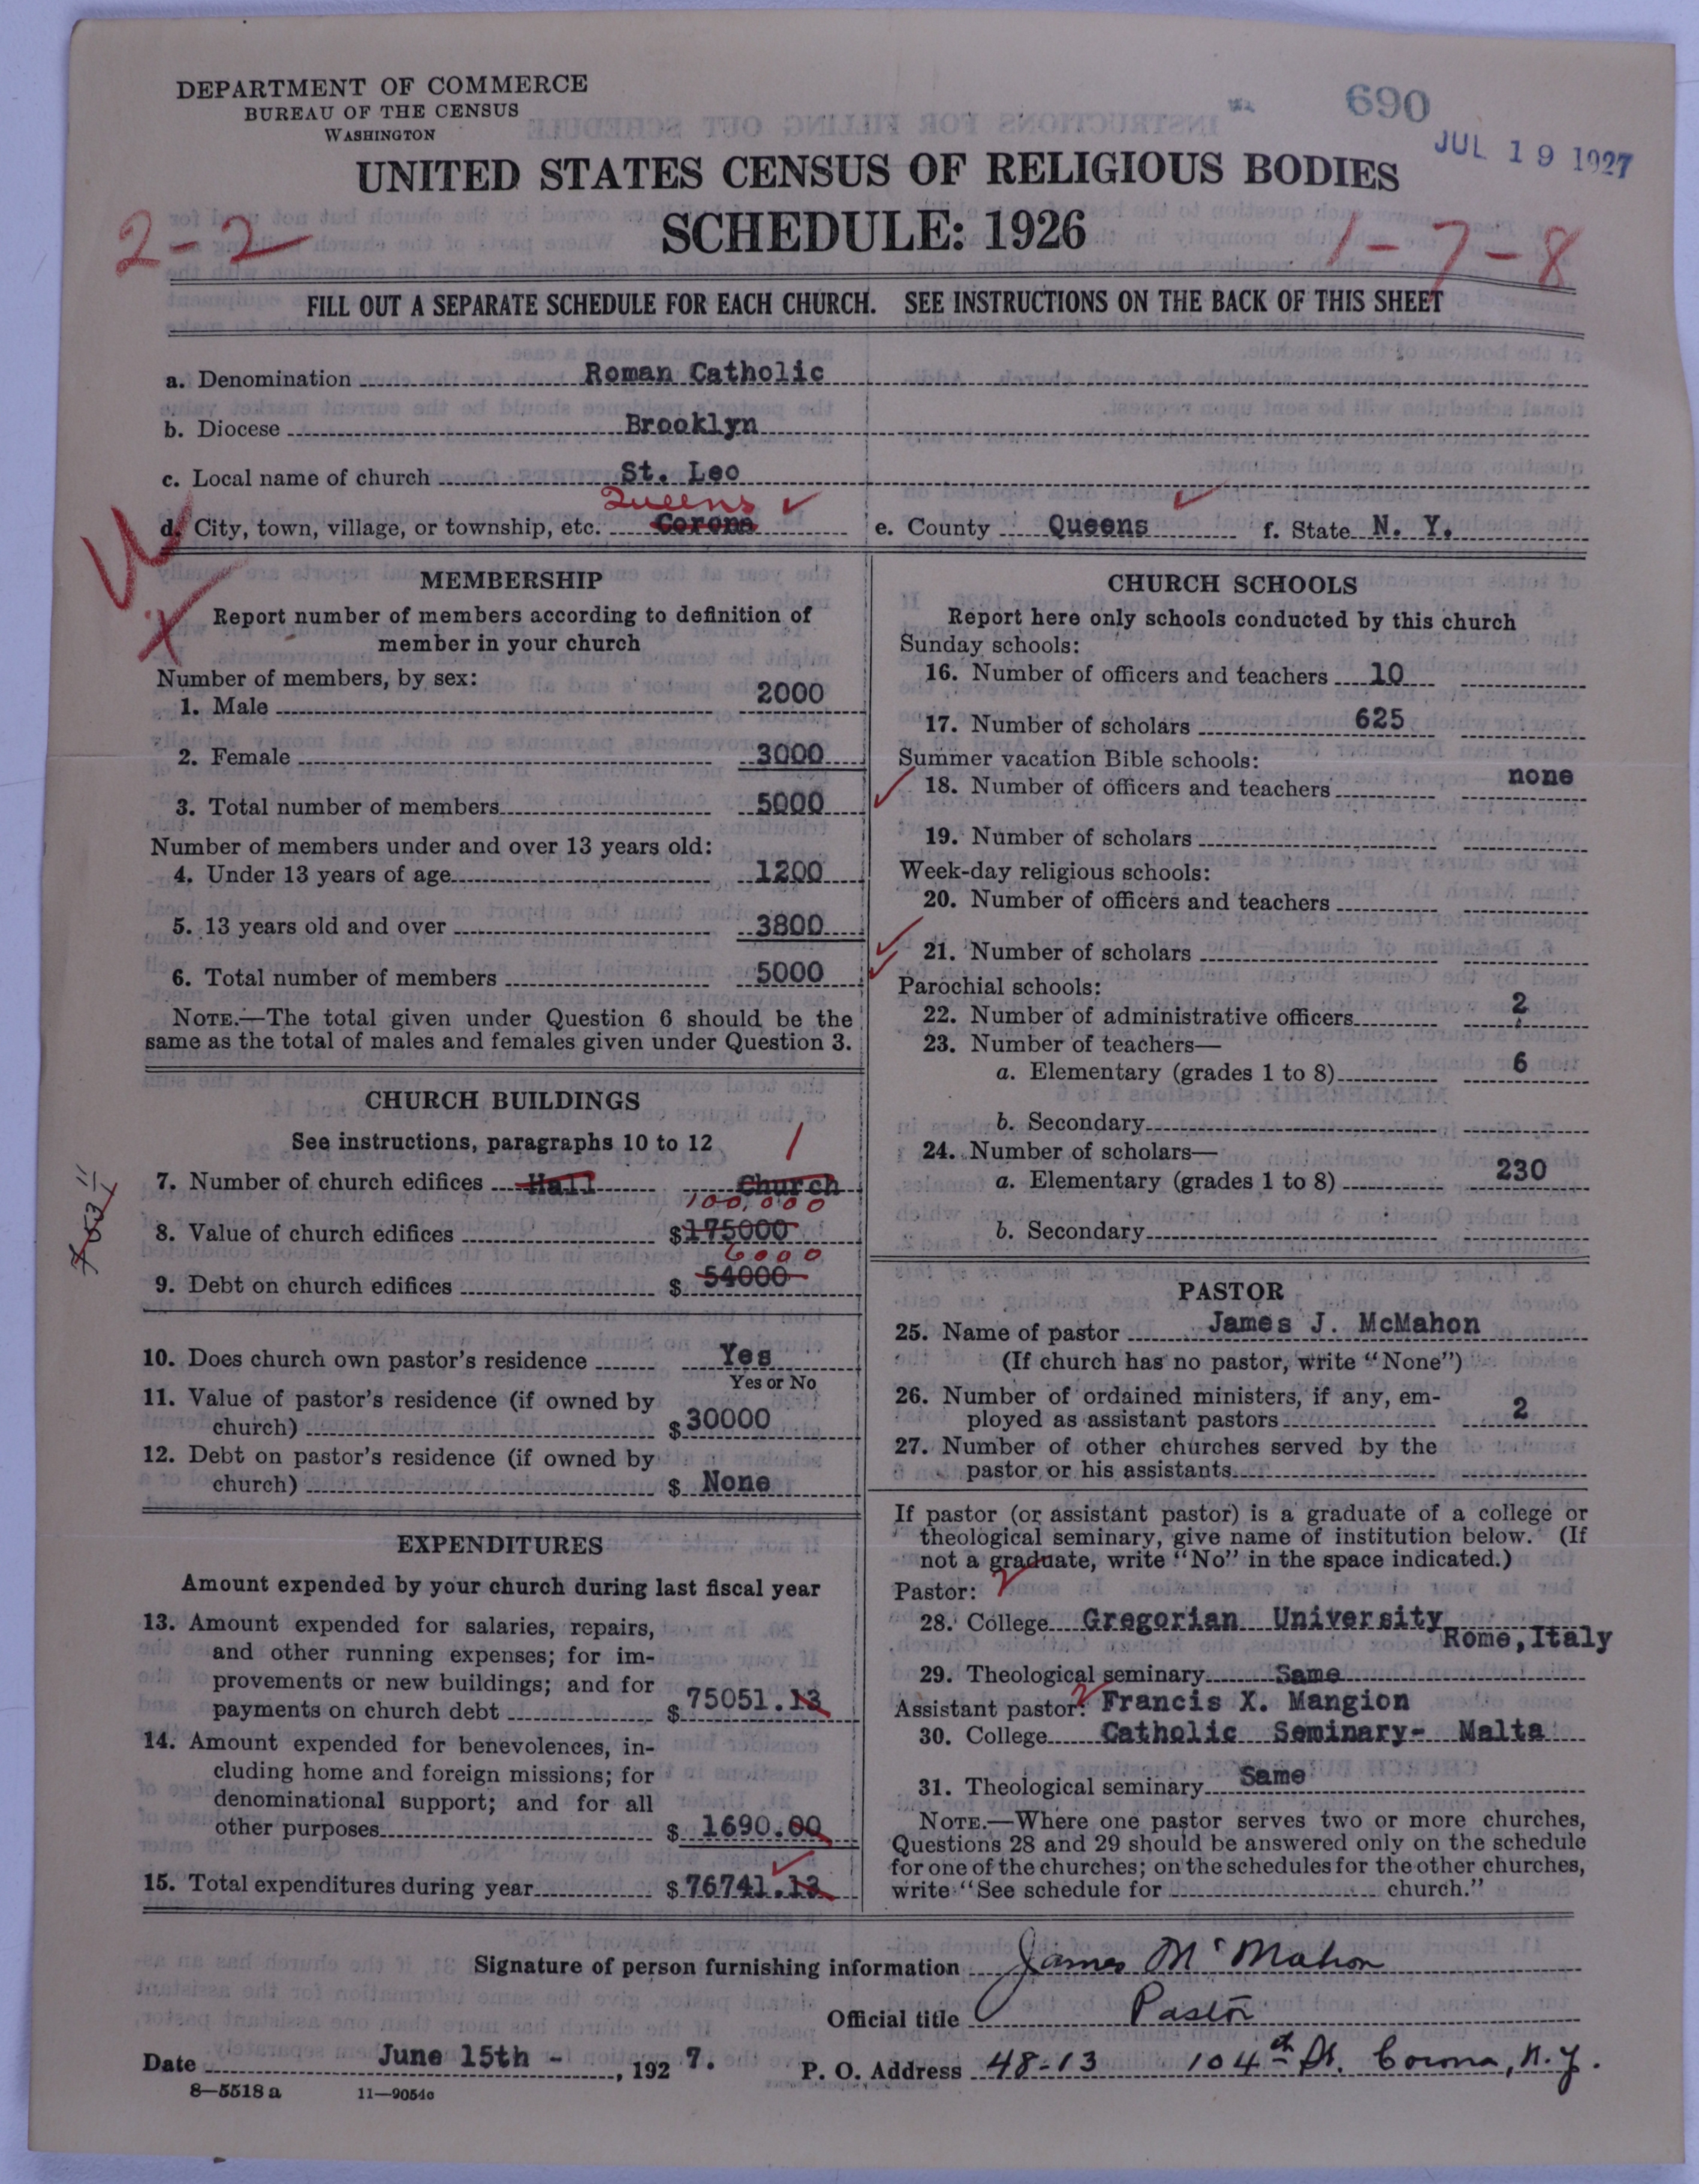 DEPARTMENT OF COMMERCE
BUREAU OF THE CENSUS
WASHINGTON
690
JUL 19 1927
UNITED STATES CENSUS OF RELIGIOUS BODIES
SCHEDULE: 1926
2-2
1-7-8
FILL OUT A SEPARATE SCHEDULE FOR EACH CHURCH. SEE INSTRUCTIONS ON THE BACK OF THIS SHEET
a. Denomination Roman Catholic
b. Diocese Brooklyn
c. Local name of church St. Leo
Queens
d. City, town, village, or township, etc. Corona e. County Queens f. State N. Y.
MEMBERSHIP
Report number of members according to definition of
member in your church
Number of members, by sex:
1. Male 2000
2. Female 3000
3. Total number of members 5000
Number of members under and over 13 years old:
4. Under 13 years of age 1200
5. 13 years old and over 3800
6. Total number of members 5000
NOTE.—The total given under Question 6 should be the
same as the total of males and females given under Question 3.
CHURCH BUILDINGS
See instructions, paragraphs 10 to 12
1
7. Number of church edifices Hall Church
100,000
8. Value of church edifices $175000
6000
9. Debt on church edifices $ 54000
10. Does church own pastor's residence Yes
Yes or No
11. Value of pastor's residence (if owned by
church) $30000
12. Debt on pastor's residence (if owned by
church) $ None
EXPENDITURES
Amount expended by your church during last fiscal year
13. Amount expended for salaries, repairs,
and other running expenses; for im-
provements or new buildings; and for
payments on church debt $ 75051.13
14. Amount expended for benevolences, in-
cluding home and foreign missions; for
denominational support; and for all
other purposes $ 1690.00
15. Total expenditures during year $76741.13
CHURCH SCHOOLS
Report here only schools conducted by this church
Sunday schools:
16. Number of officers and teachers 10
17. Number of scholars 625
Summer vacation Bible schools:
18. Number of officers and teachers none
19. Number of scholars
Week-day religious schools:
20. Number of officers and teachers
21. Number of scholars
Parochial schools:
22. Number of administrative officers 2
23. Number of teachers—
a. Elementary (grades 1 to 8) 6
b. Secondary
24. Number of scholars—
a. Elementary (grades 1 to 8) 230
b. Secondary
PASTOR
25. Name of pastor James J. McMahon
(If church has no pastor, write "None")
26. Number of ordained ministers, if any, em-
ployed as assistant pastors 2
27. Number of other churches served by the
pastor or his assistants
If pastor (or assistant pastor) is a graduate of a college or
theological seminary, give name of institution below. (If
not a graduate, write "No" in the space indicated.)
Pastor:
28. College Gregorian University
Rome, Italy
29. Theological seminary Same
Assistant pastor: Francis X. Mangion
30. College Catholic Seminary- Malta
31. Theological seminary Same
NOTE.—Where one pastor serves two or more churches,
Questions 28 and 29 should be answered only on the schedule
for one of the churches; on the schedules for the other churches,
write "See schedule for church."
Signature of person furnishing information James McMahon
Official title Pastor
Date June 15th - , 1927. P. O. Address 48-13 104th St. Corona, N.Y.
8—5518 a 11—9054c